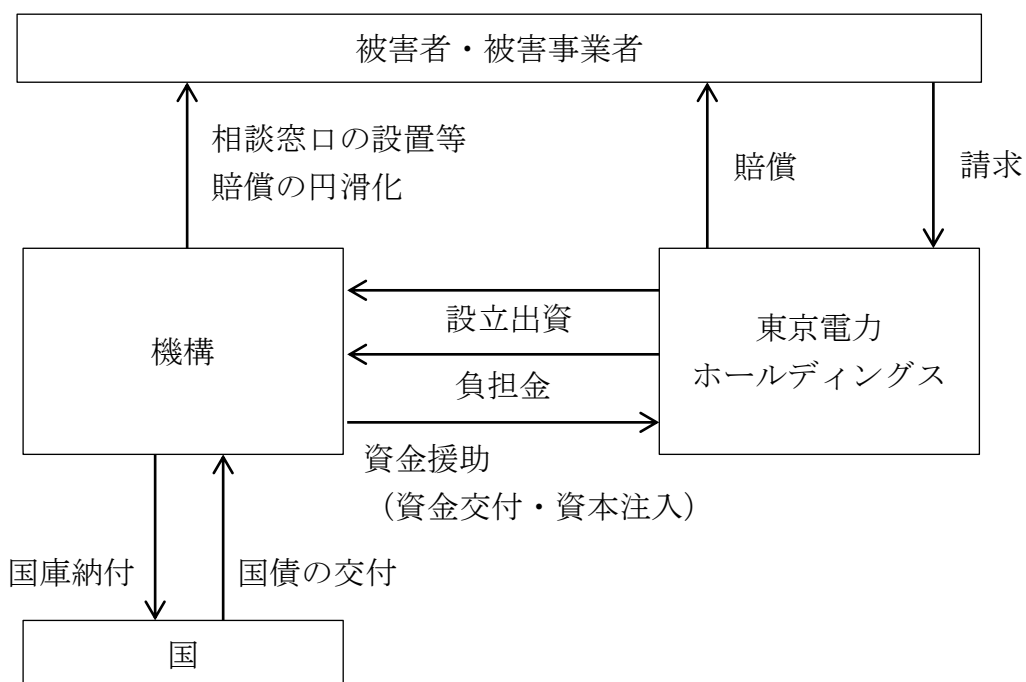 被害者・被害事業者
相談窓口の設置等
賠償の円滑化
賠償
請求
機構
設立出資
負担金
資金援助
（資金交付・資本注入）
東京電力
ホールディングス
国庫納付
国債の交付
国